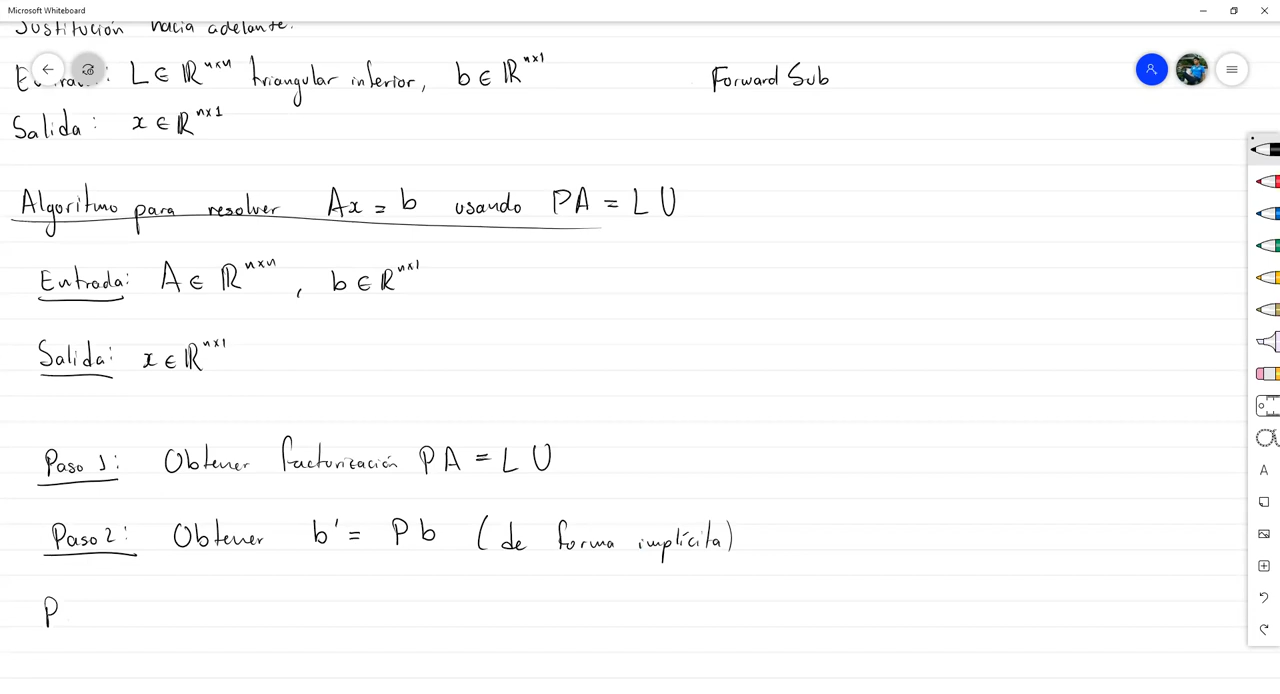 Microsoft Whiteboard
Sustitución hacia adelante.
L ∈ ℝ^{n×n} triangular inferior, b ∈ ℝ^{n×1} Forward Sub
Salida: x ∈ ℝ^{n×1}
Algoritmo para resolver Ax = b usando PA = LU
Entrada: A ∈ ℝ^{n×n}, b ∈ ℝ^{n×1}
Salida: x ∈ ℝ^{n×1}
Paso 1: Obtener factorización PA = LU
Paso 2: Obtener b' = Pb (de forma implícita)
P